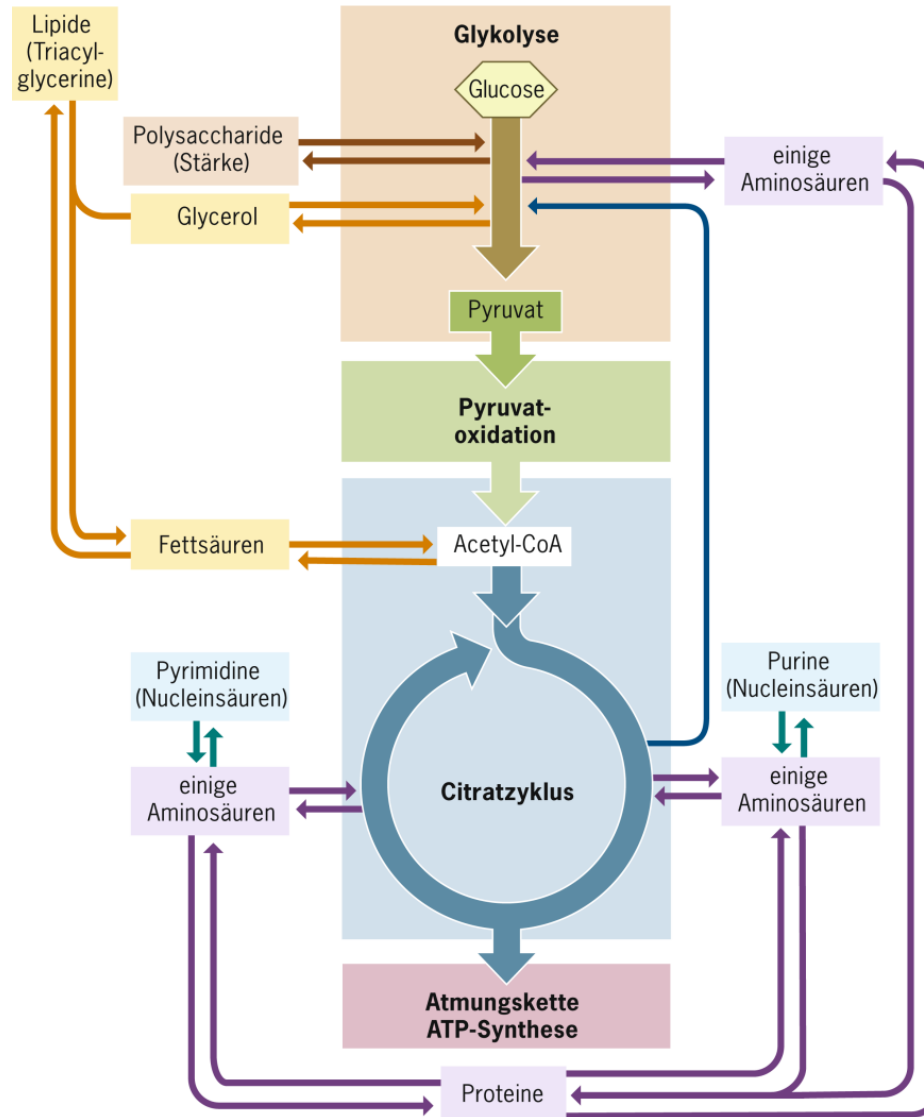 Lipide
(Triacyl-
glycerine)
Glykolyse
Glucose
Polysaccharide
(Stärke)
einige
Aminosäuren
Glycerol
Pyruvat
Pyruvat-
oxidation
Fettsäuren
Acetyl-CoA
Pyrimidine
(Nucleinsäuren)
Purine
(Nucleinsäuren)
einige
Aminosäuren
Citratzyklus
einige
Aminosäuren
Atmungskette
ATP-Synthese
Proteine